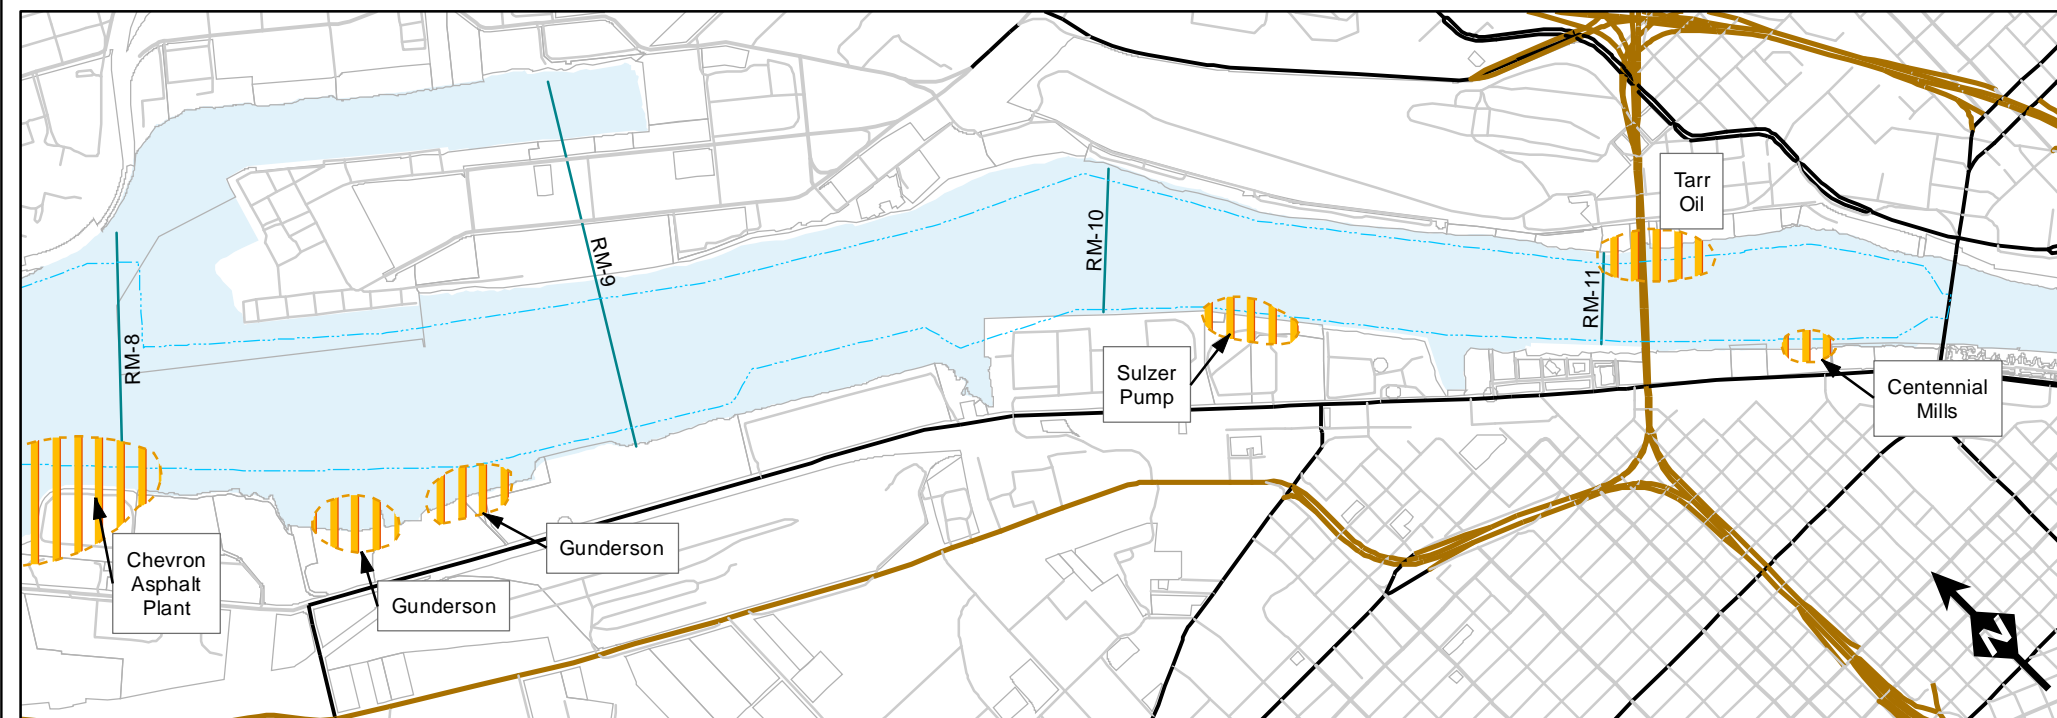 Tarr
Oil
RM-10
RM-9
RM-11
RM-8
Sulzer
Pump
Centennial
Mills
Gunderson
Chevron
Asphalt
Plant
Gunderson
N